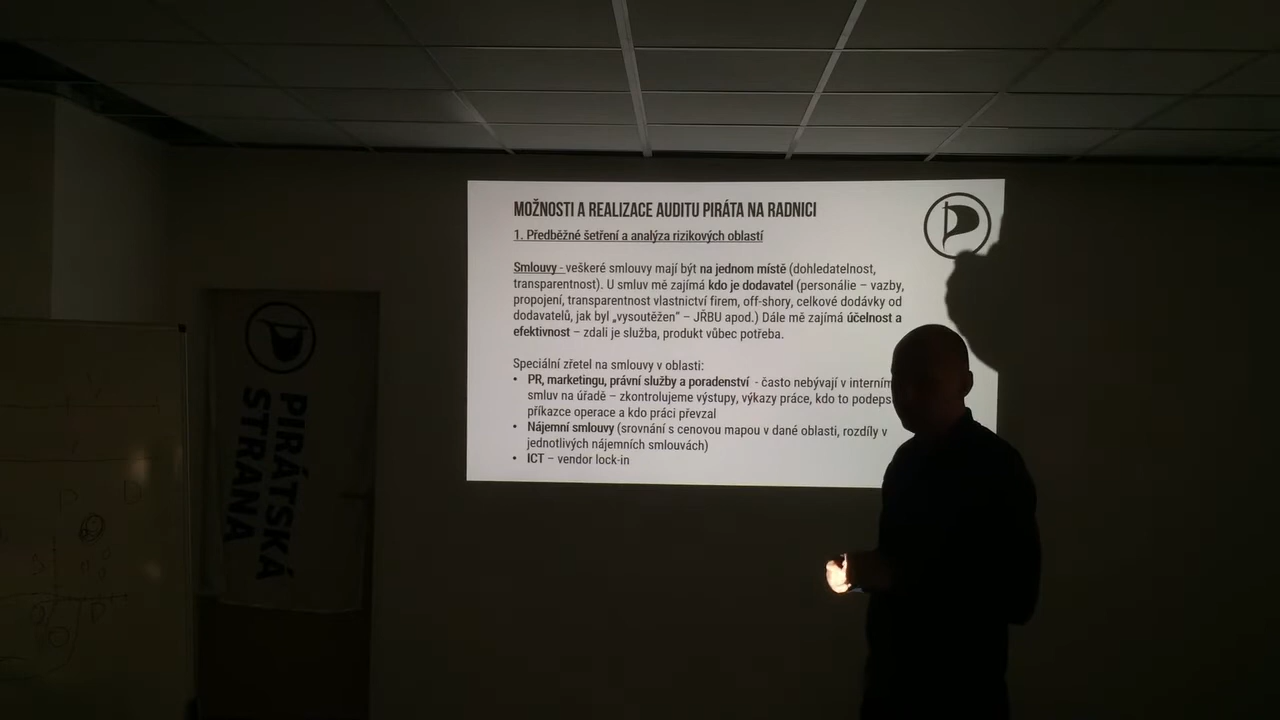 MOŽNOSTI A REALIZACE AUDITU PIRÁTA NA RADNICI
1. Předběžné šetření a analýza rizikových oblastí
Smlouvy - veškeré smlouvy mají být na jednom místě (dohledatelnost,
transparentnost). U smluv mé zajímá kdo je dodavatel (personálie – vazby,
propojení, transparentnost vlastnictví firem, off-shory, celkové dodávky od
dodavatelů, jak byl „vysoutěžen“ – JŘBU apod.) Dále mě zajímá účelnost a
efektivnost – zdali je služba, produkt vůbec potřeba.
Speciální zřetel na smlouvy v oblasti:
• PR, marketingu, právní služby a poradenství - často nebývají v interním
smluv na úřadě – zkontrolujeme výstupy, výkazy práce, kdo to podeps
příkazce operace a kdo práci převzal
• Nájemní smlouvy (srovnání s cenovou mapou v dané oblasti, rozdíly v
jednotlivých nájemních smlouvách)
• ICT – vendor lock-in
PIRÁTSKÁ
STRANA